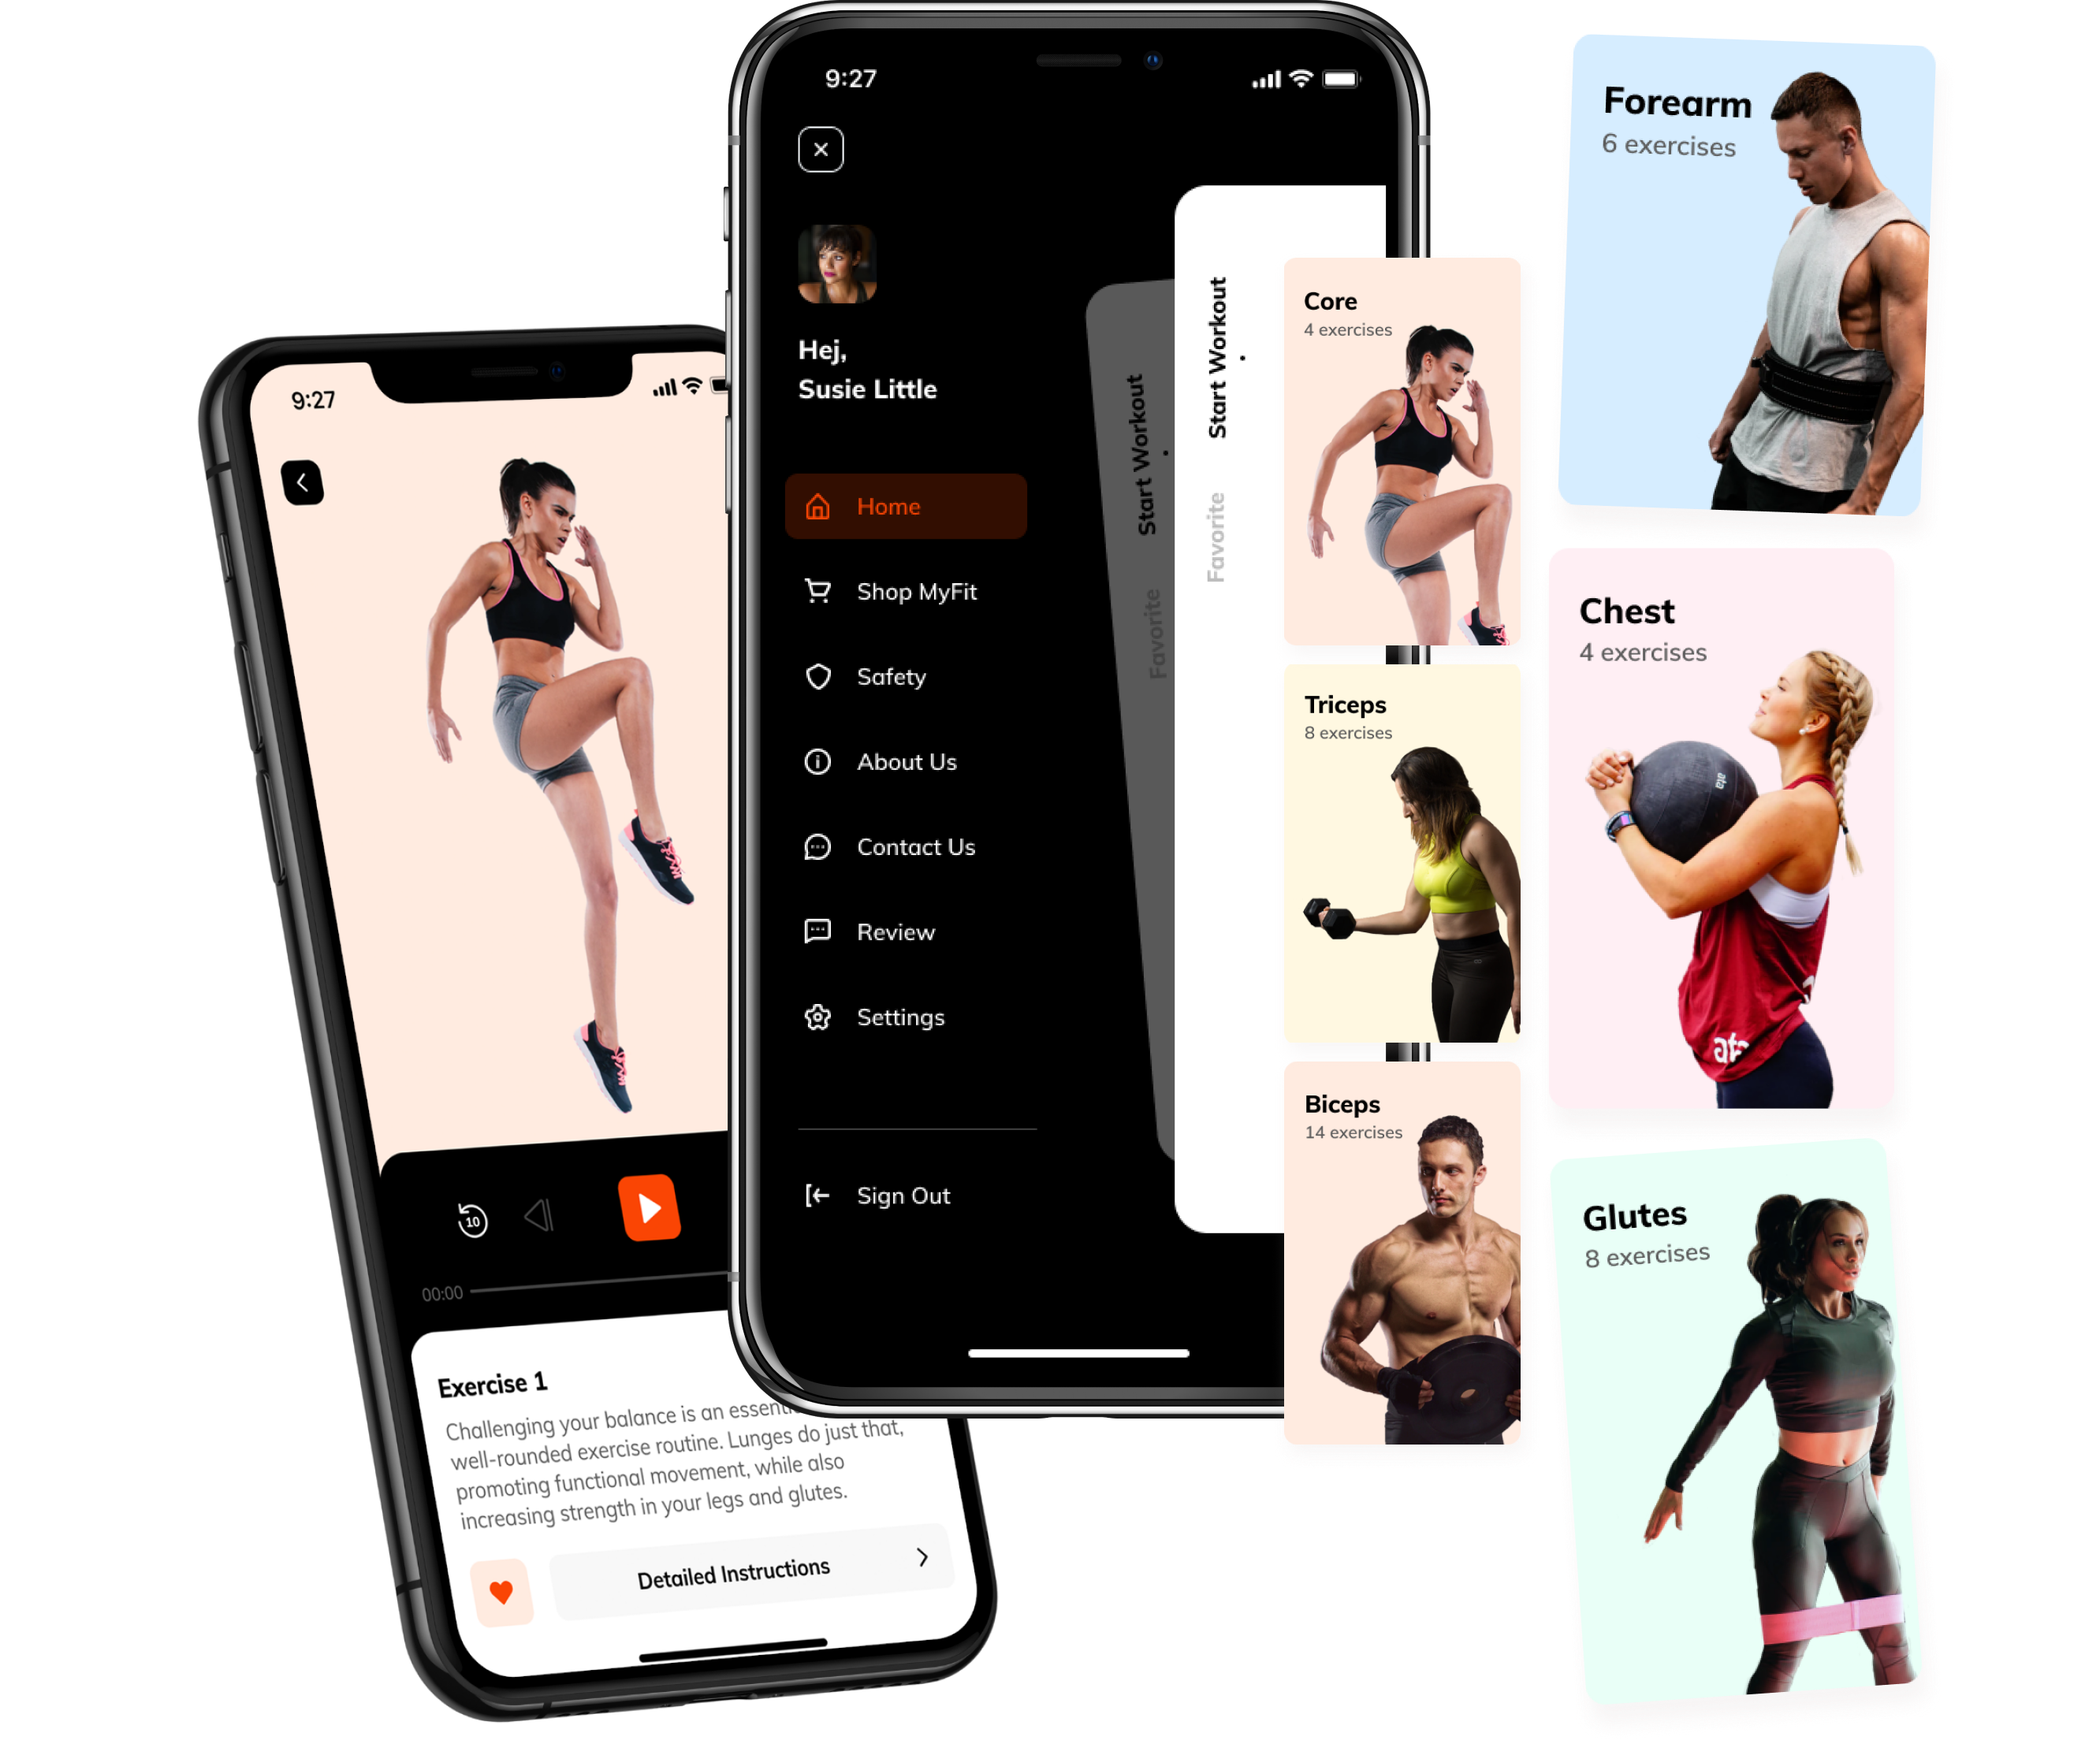 9:27
Exercise 1
Challenging your balance is an
well-rounded exercise routine. Lunges do just that,
promoting functional movement, while also
increasing strength in your legs and glutes.
Detailed Instructions
00:00
10
9:27
Hej,
Susie Little
Home
Shop MyFit
Safety
About Us
Contact Us
Review
Settings
Sign Out
Start Workout
Favorite
Start Workout
Favorite
Core
4 exercises
Triceps
8 exercises
Biceps
14 exercises
Forearm
6 exercises
Chest
4 exercises
ata
ata
Glutes
8 exercises